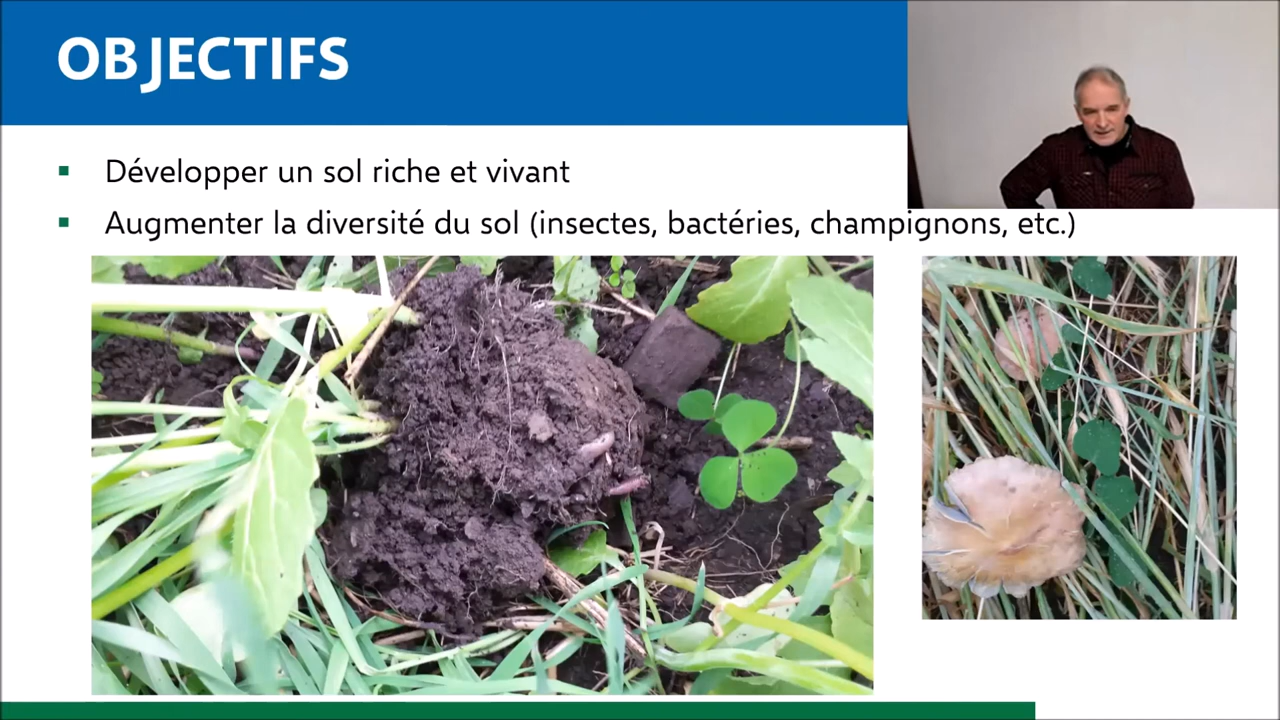 OBJECTIFS
Développer un sol riche et vivant
Augmenter la diversité du sol (insectes, bactéries, champignons, etc.)